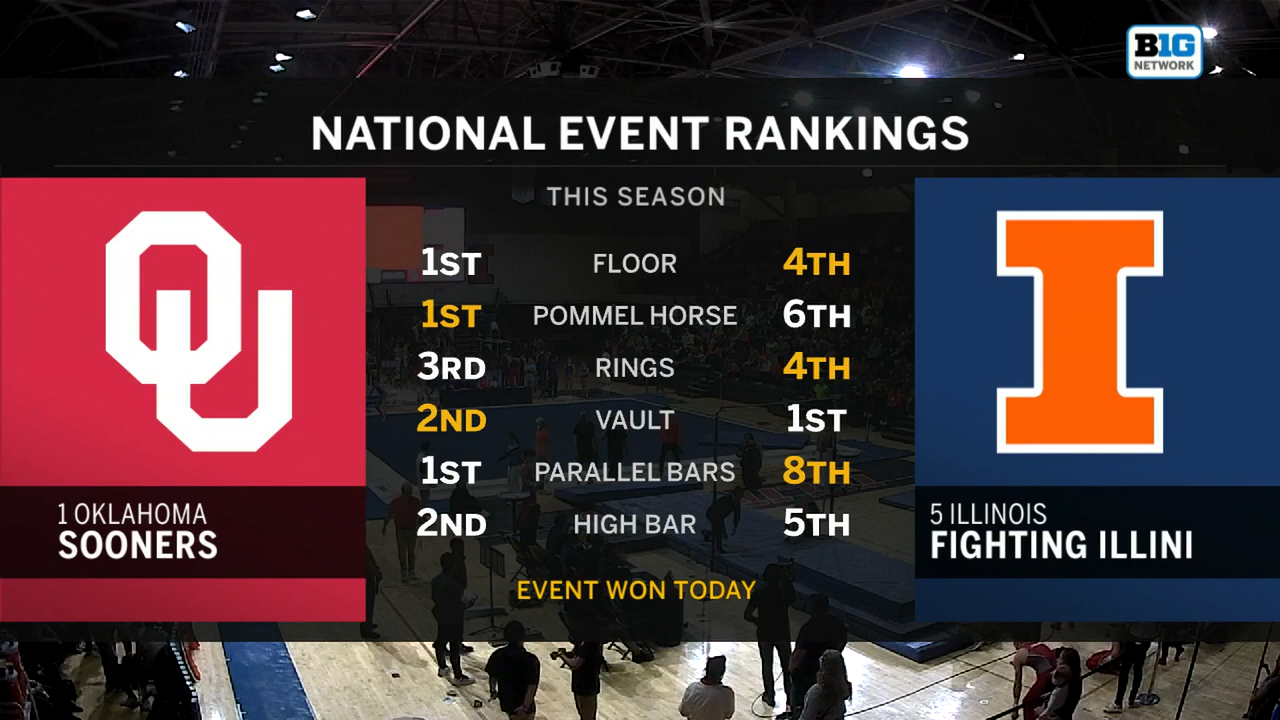 B1G
NETWORK
NATIONAL EVENT RANKINGS
THIS SEASON
1ST FLOOR 4TH
1ST POMMEL HORSE 6TH
3RD RINGS 4TH
2ND VAULT 1ST
1ST PARALLEL BARS 8TH
2ND HIGH BAR 5TH
EVENT WON TODAY
OU
1 OKLAHOMA
SOONERS
I
5 ILLINOIS
FIGHTING ILLINI